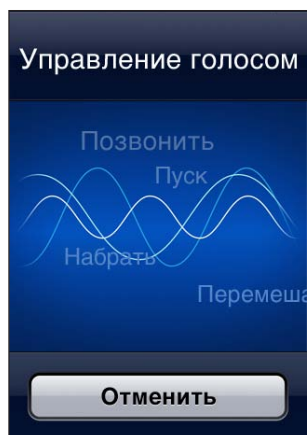 Управление голосом
Позвонить
Пуск
Набрать
Перемеша
Отменить